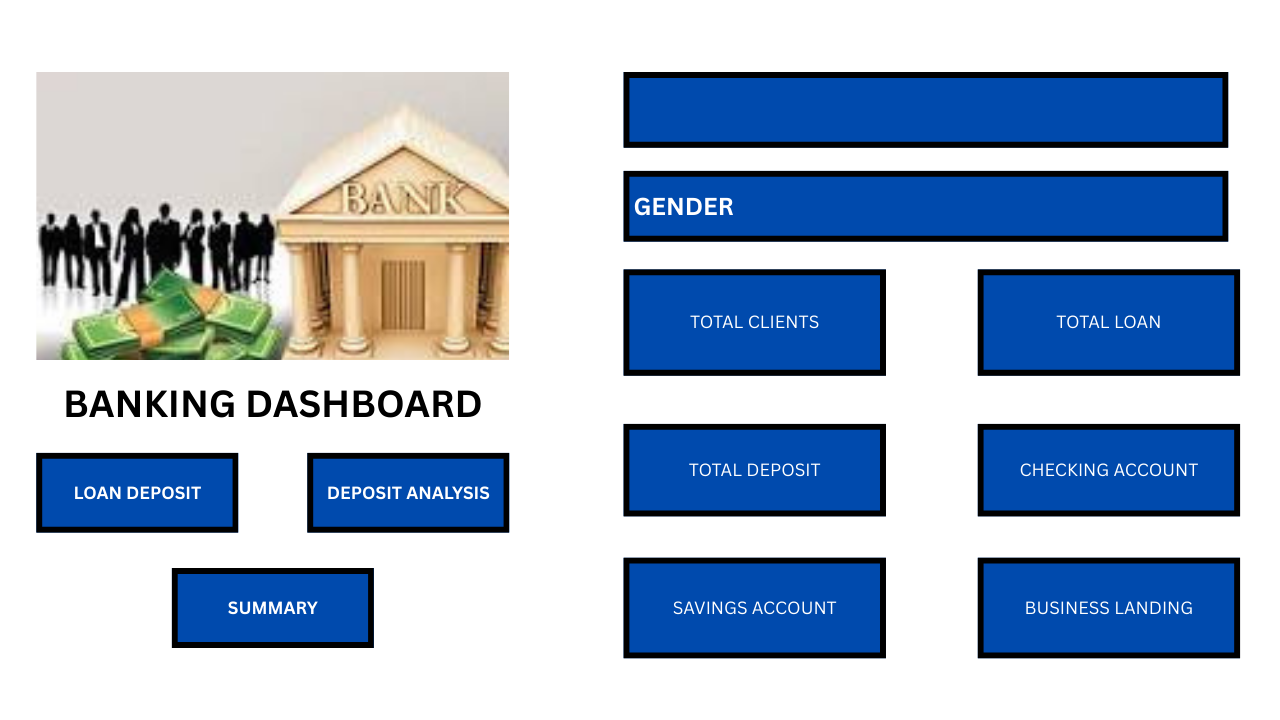 BANK
BANKING DASHBOARD
LOAN DEPOSIT
DEPOSIT ANALYSIS
SUMMARY
GENDER
TOTAL CLIENTS
TOTAL LOAN
TOTAL DEPOSIT
CHECKING ACCOUNT
SAVINGS ACCOUNT
BUSINESS LANDING